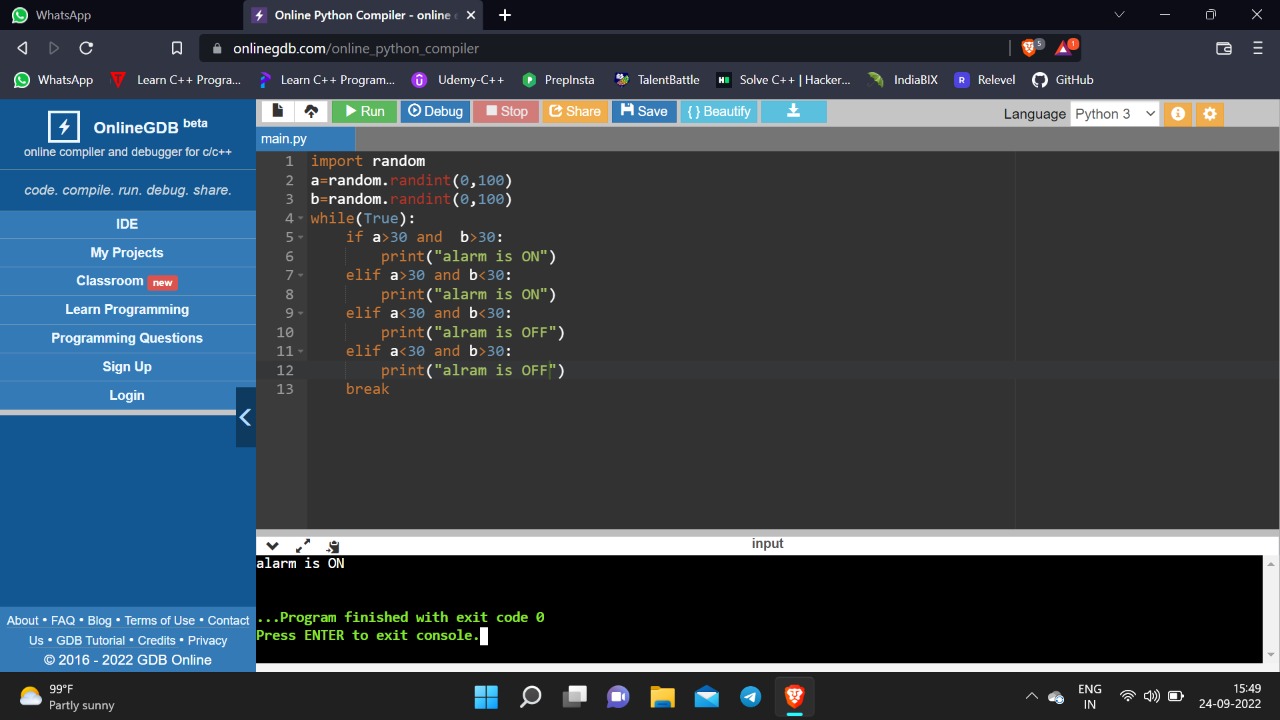 WhatsApp
Online Python Compiler - online
onlinegdb.com/online_python_compiler
5
1
WhatsApp
Learn C++ Progra...
Learn C++ Program...
Udemy-C++
PrepInsta
TalentBattle
Solve C++ | Hacker...
IndiaBIX
Relevel
GitHub
OnlineGDB beta
online compiler and debugger for c/c++
code. compile. run. debug. share.
IDE
My Projects
Classroom new
Learn Programming
Programming Questions
Sign Up
Login
About • FAQ • Blog • Terms of Use • Contact
Us • GDB Tutorial • Credits • Privacy
© 2016 - 2022 GDB Online
Run
Debug
Stop
Share
Save
{ } Beautify
Language Python 3
main.py
1 import random
2 a=random.randint(0,100)
3 b=random.randint(0,100)
4 while(True):
5 if a>30 and  b>30:
6 print("alarm is ON")
7 elif a>30 and b<30:
8 print("alarm is ON")
9 elif a<30 and b<30:
10 print("alram is OFF")
11 elif a<30 and b>30:
12 print("alram is OFF")
13 break
input
alarm is ON
...Program finished with exit code 0
Press ENTER to exit console.
99°F
Partly sunny
ENG
IN
15:49
24-09-2022